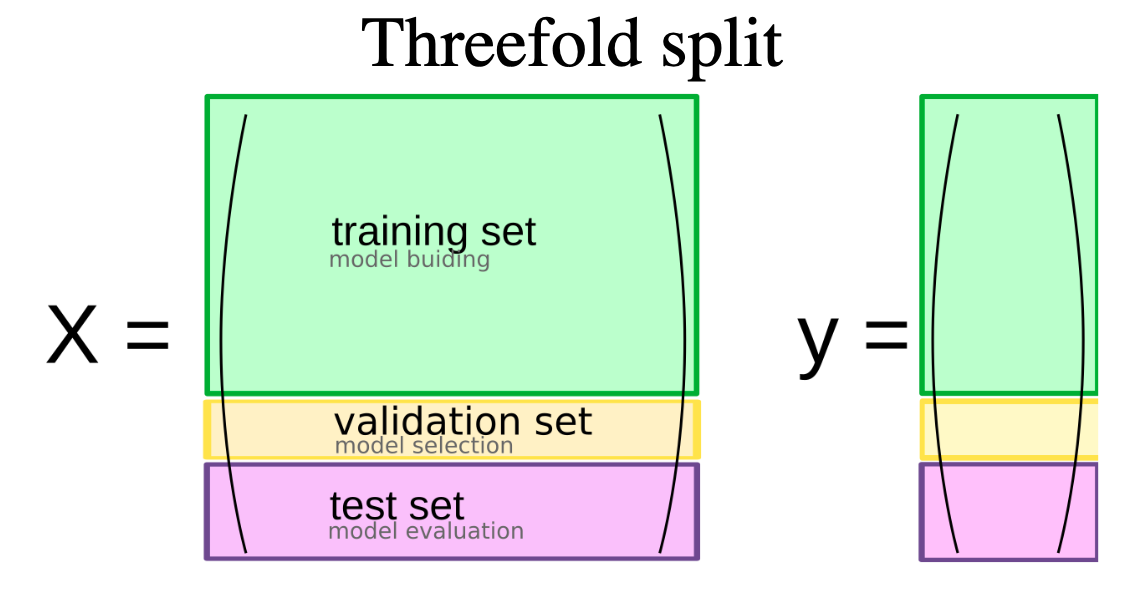 Threefold split
X =
training set
model buiding
validation set
model selection
test set
model evaluation
y =